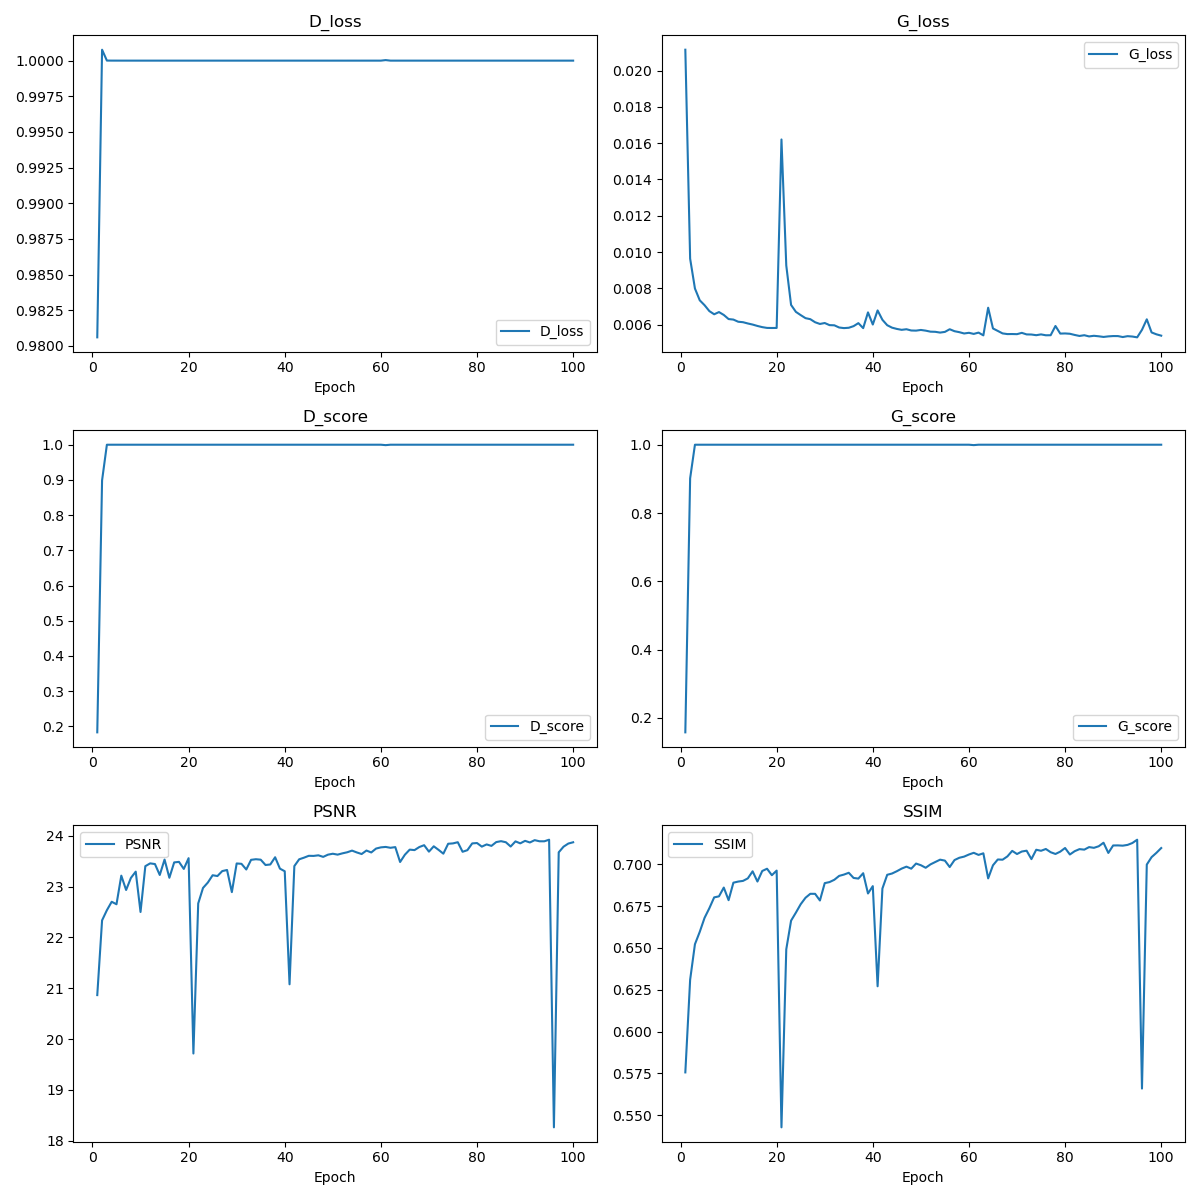 D_loss
G_loss
1.0000
0.9975
0.9950
0.9925
0.9900
0.9875
0.9850
0.9825
0.9800
D_loss
0 20 40 60 80 100
Epoch
0.020
0.018
0.016
0.014
0.012
0.010
0.008
0.006
G_loss
0 20 40 60 80 100
Epoch
D_score
G_score
1.0
0.9
0.8
0.7
0.6
0.5
0.4
0.3
0.2
D_score
0 20 40 60 80 100
Epoch
1.0
0.8
0.6
0.4
0.2
G_score
0 20 40 60 80 100
Epoch
PSNR
SSIM
24
23
22
21
20
19
18
PSNR
0 20 40 60 80 100
Epoch
0.700
0.675
0.650
0.625
0.600
0.575
0.550
SSIM
0 20 40 60 80 100
Epoch